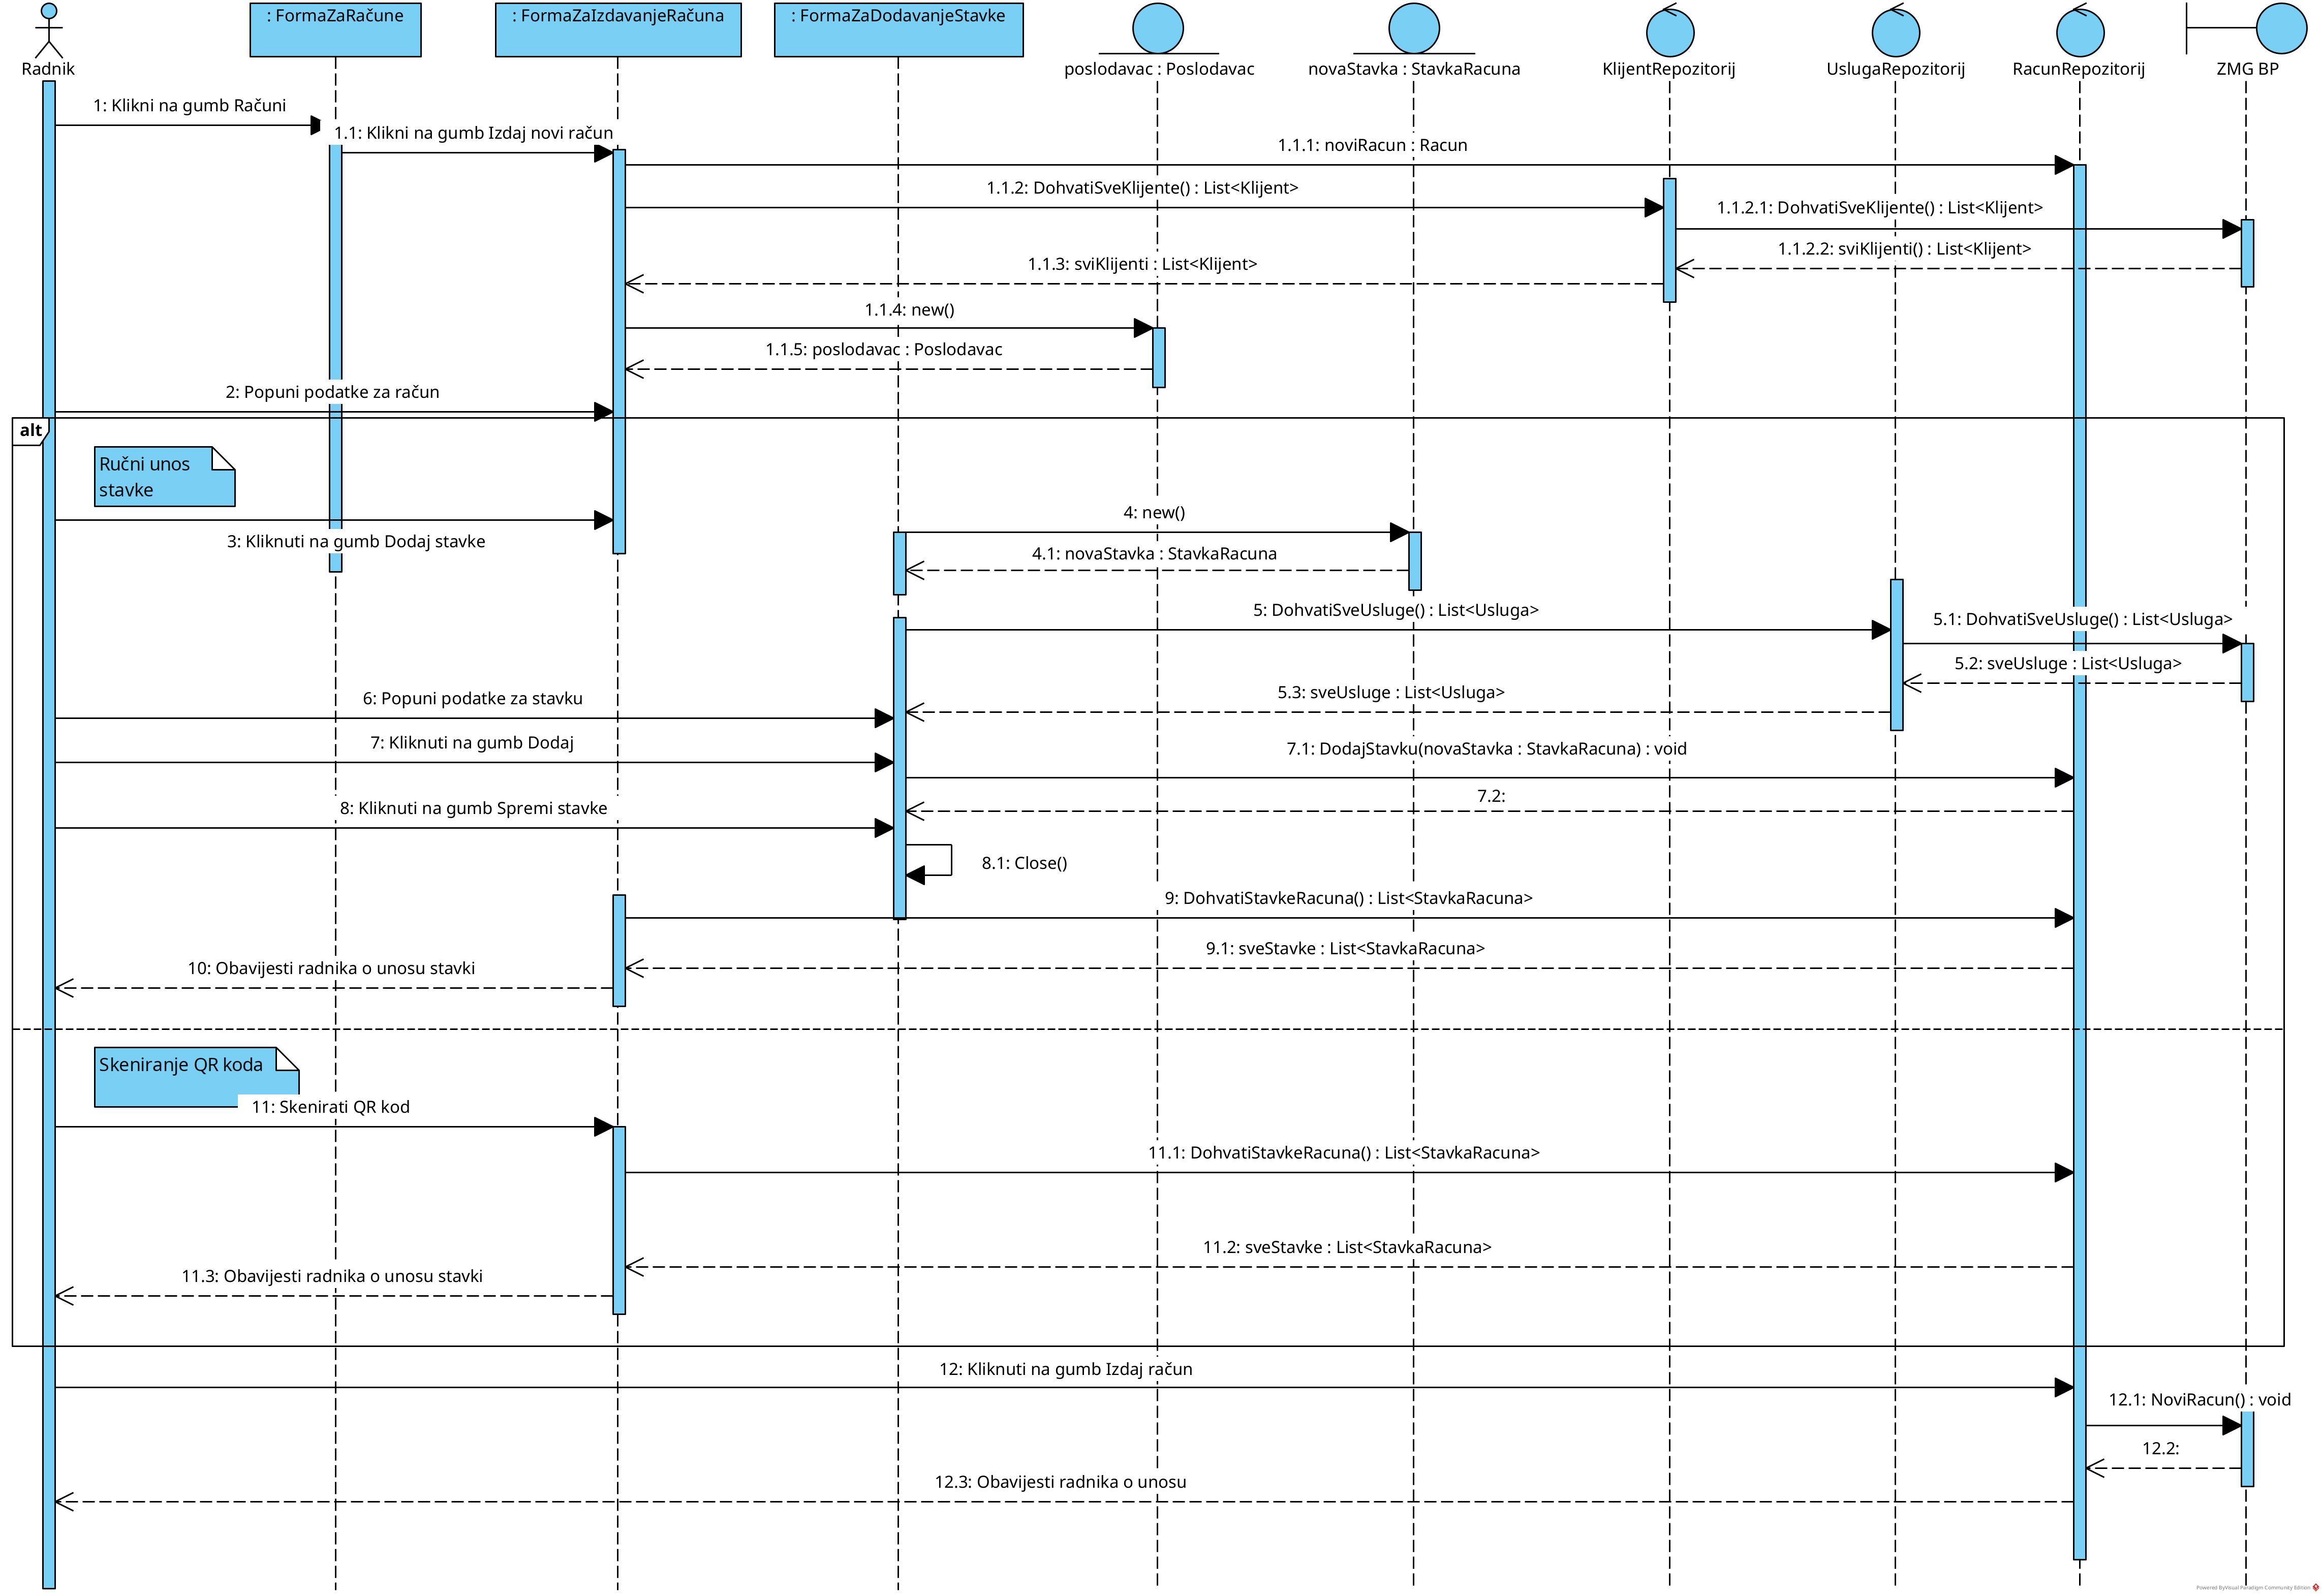 : FormaZaRačune
: FormaZaIzdavanjeRačuna
: FormaZaDodavanjeStavke
Radnik
poslodavac : Poslodavac
novaStavka : StavkaRacuna
KlijentRepozitorij
UslugaRepozitorij
RacunRepozitorij
ZMG BP
1: Klikni na gumb Računi
1.1: Klikni na gumb Izdaj novi račun
1.1.1: noviRacun : Racun
1.1.2: DohvatiSveKlijente() : List<Klijent>
1.1.2.1: DohvatiSveKlijente() : List<Klijent>
1.1.2.2: sviKlijenti() : List<Klijent>
1.1.3: sviKlijenti : List<Klijent>
1.1.4: new()
1.1.5: poslodavac : Poslodavac
2: Popuni podatke za račun
alt
Ručni unos
stavke
3: Kliknuti na gumb Dodaj stavke
4: new()
4.1: novaStavka : StavkaRacuna
5: DohvatiSveUsluge() : List<Usluga>
5.1: DohvatiSveUsluge() : List<Usluga>
5.2: sveUsluge : List<Usluga>
5.3: sveUsluge : List<Usluga>
6: Popuni podatke za stavku
7: Kliknuti na gumb Dodaj
7.1: DodajStavku(novaStavka : StavkaRacuna) : void
7.2:
8: Kliknuti na gumb Spremi stavke
8.1: Close()
9: DohvatiStavkeRacuna() : List<StavkaRacuna>
9.1: sveStavke : List<StavkaRacuna>
10: Obavijesti radnika o unosu stavki
Skeniranje QR koda
11: Skenirati QR kod
11.1: DohvatiStavkeRacuna() : List<StavkaRacuna>
11.2: sveStavke : List<StavkaRacuna>
11.3: Obavijesti radnika o unosu stavki
12: Kliknuti na gumb Izdaj račun
12.1: NoviRacun() : void
12.2:
12.3: Obavijesti radnika o unosu
Powered ByVisual Paradigm Community Edition